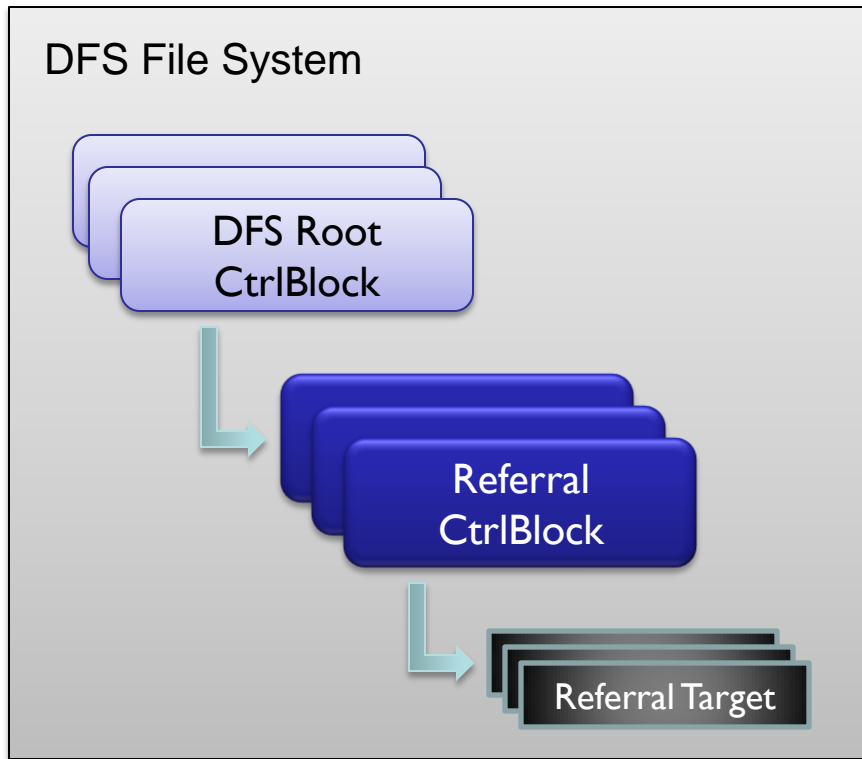 DFS File System
DFS Root
CtrlBlock
Referral
CtrlBlock
Referral Target